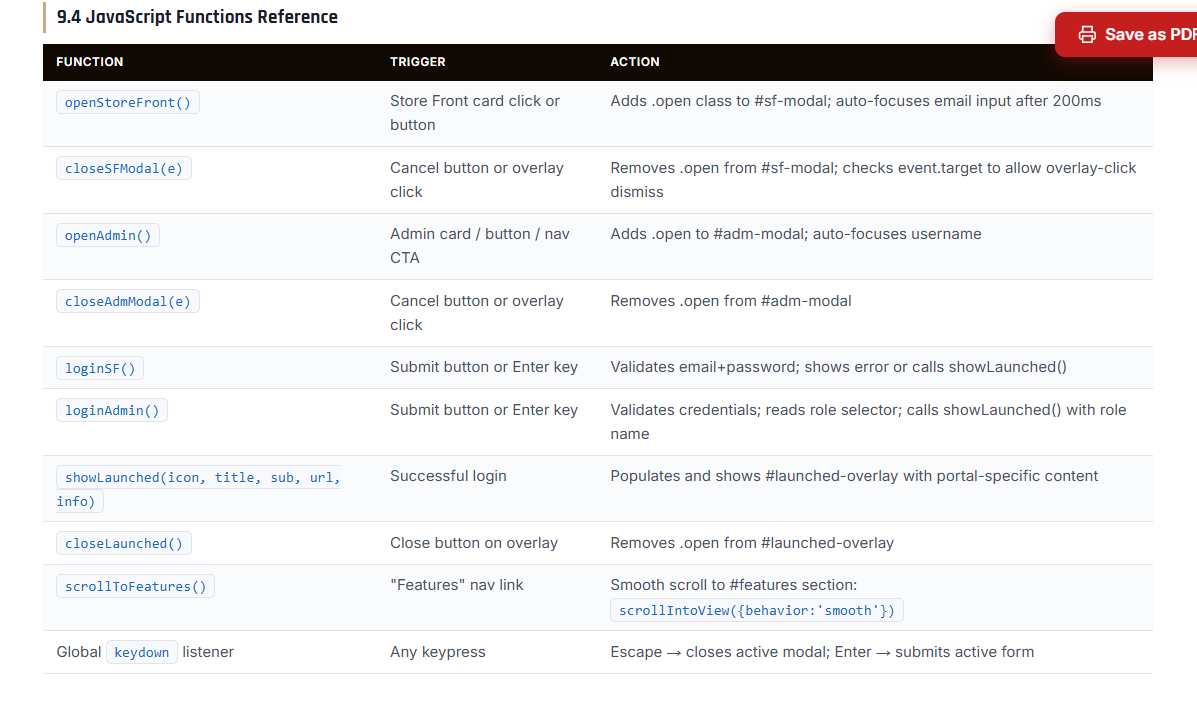 9.4 JavaScript Functions Reference
Save as PDF
FUNCTION TRIGGER ACTION
openStoreFront() Store Front card click or Adds .open class to #sf-modal; auto-focuses email input after 200ms
button
closeSFModal(e) Cancel button or overlay Removes .open from #sf-modal; checks event.target to allow overlay-click
click dismiss
openAdmin() Admin card / button / nav Adds .open to #adm-modal; auto-focuses username
CTA
closeAdmModal(e) Cancel button or overlay Removes .open from #adm-modal
click
loginSF() Submit button or Enter key Validates email+password; shows error or calls showLaunched()
loginAdmin() Submit button or Enter key Validates credentials; reads role selector; calls showLaunched() with role
name
showLaunched(icon, title, sub, url, Successful login Populates and shows #launched-overlay with portal-specific content
info)
closeLaunched() Close button on overlay Removes .open from #launched-overlay
scrollToFeatures() "Features" nav link Smooth scroll to #features section:
scrollIntoView({behavior:'smooth'})
Global keydown listener Any keypress Escape → closes active modal; Enter → submits active form